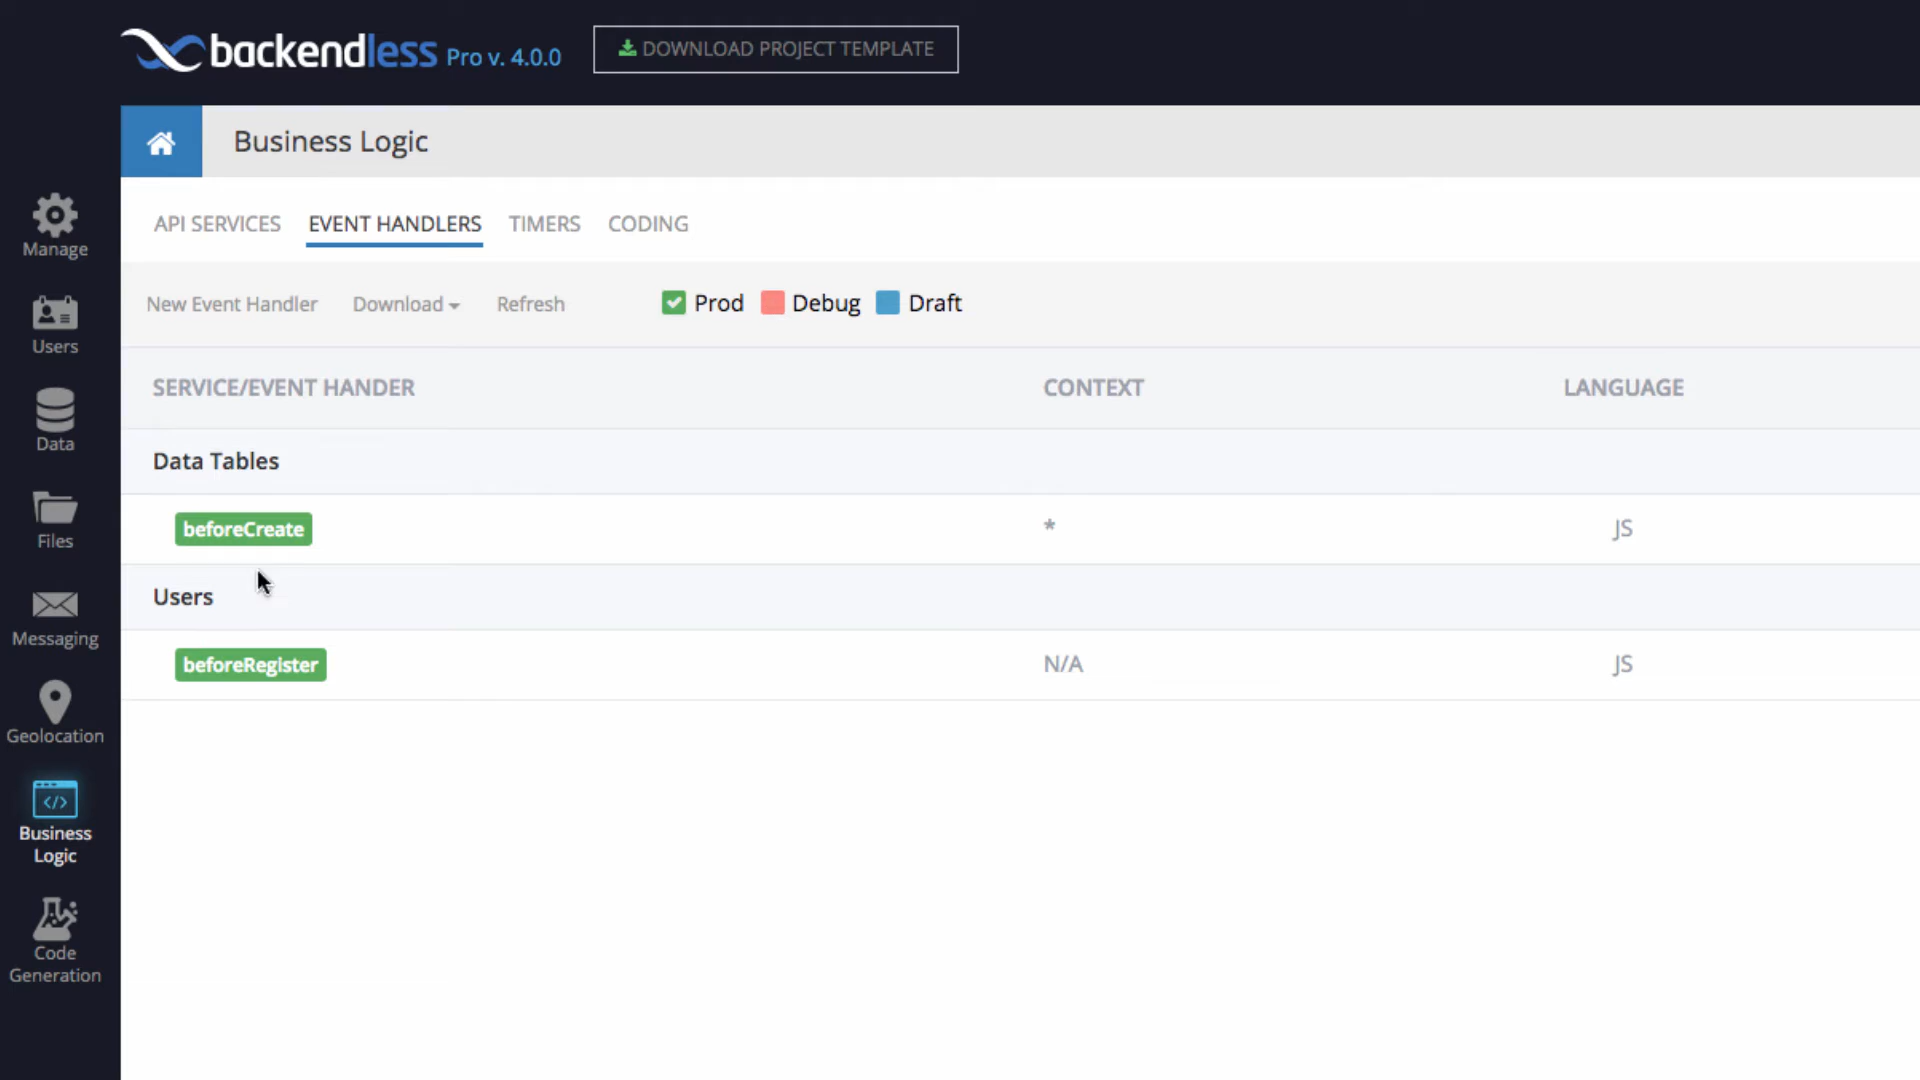 backendless Pro v. 4.0.0
DOWNLOAD PROJECT TEMPLATE
Business Logic
API SERVICES EVENT HANDLERS TIMERS CODING
New Event Handler Download Refresh Prod Debug Draft
SERVICE/EVENT HANDER CONTEXT LANGUAGE
Data Tables
beforeCreate * JS
Users
beforeRegister N/A JS
Manage
Users
Data
Files
Messaging
Geolocation
</>
Business
Logic
Code
Generation